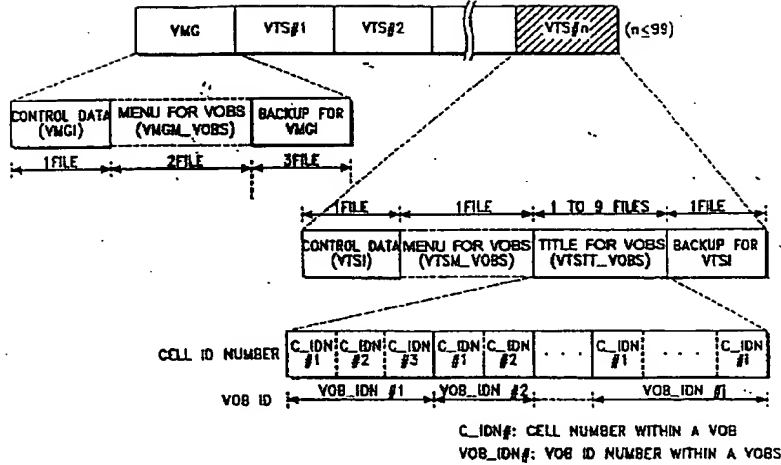 VMG VTS#1 VTS#2 VTS#n (n≤99)
CONTROL DATA (VMGI) MENU FOR VOBS (VMGM_VOBS) BACKUP FOR VMGI
1FILE 2FILE 3FILE
1FILE 1FILE 1 TO 9 FILES 1FILE
CONTROL DATA (VTSI) MENU FOR VOBS (VTSM_VOBS) TITLE FOR VOBS (VTSTT_VOBS) BACKUP FOR VTSI
CELL ID NUMBER C_IDN #1 C_IDN #2 C_IDN #3 C_IDN #1 C_IDN #2 . . . C_IDN #1 . . . C_IDN #i
VOB ID VOB_IDN #1 VOB_IDN #2 VOB_IDN #j
C_IDN#: CELL NUMBER WITHIN A VOB
VOB_IDN#: VOB ID NUMBER WITHIN A VOBS